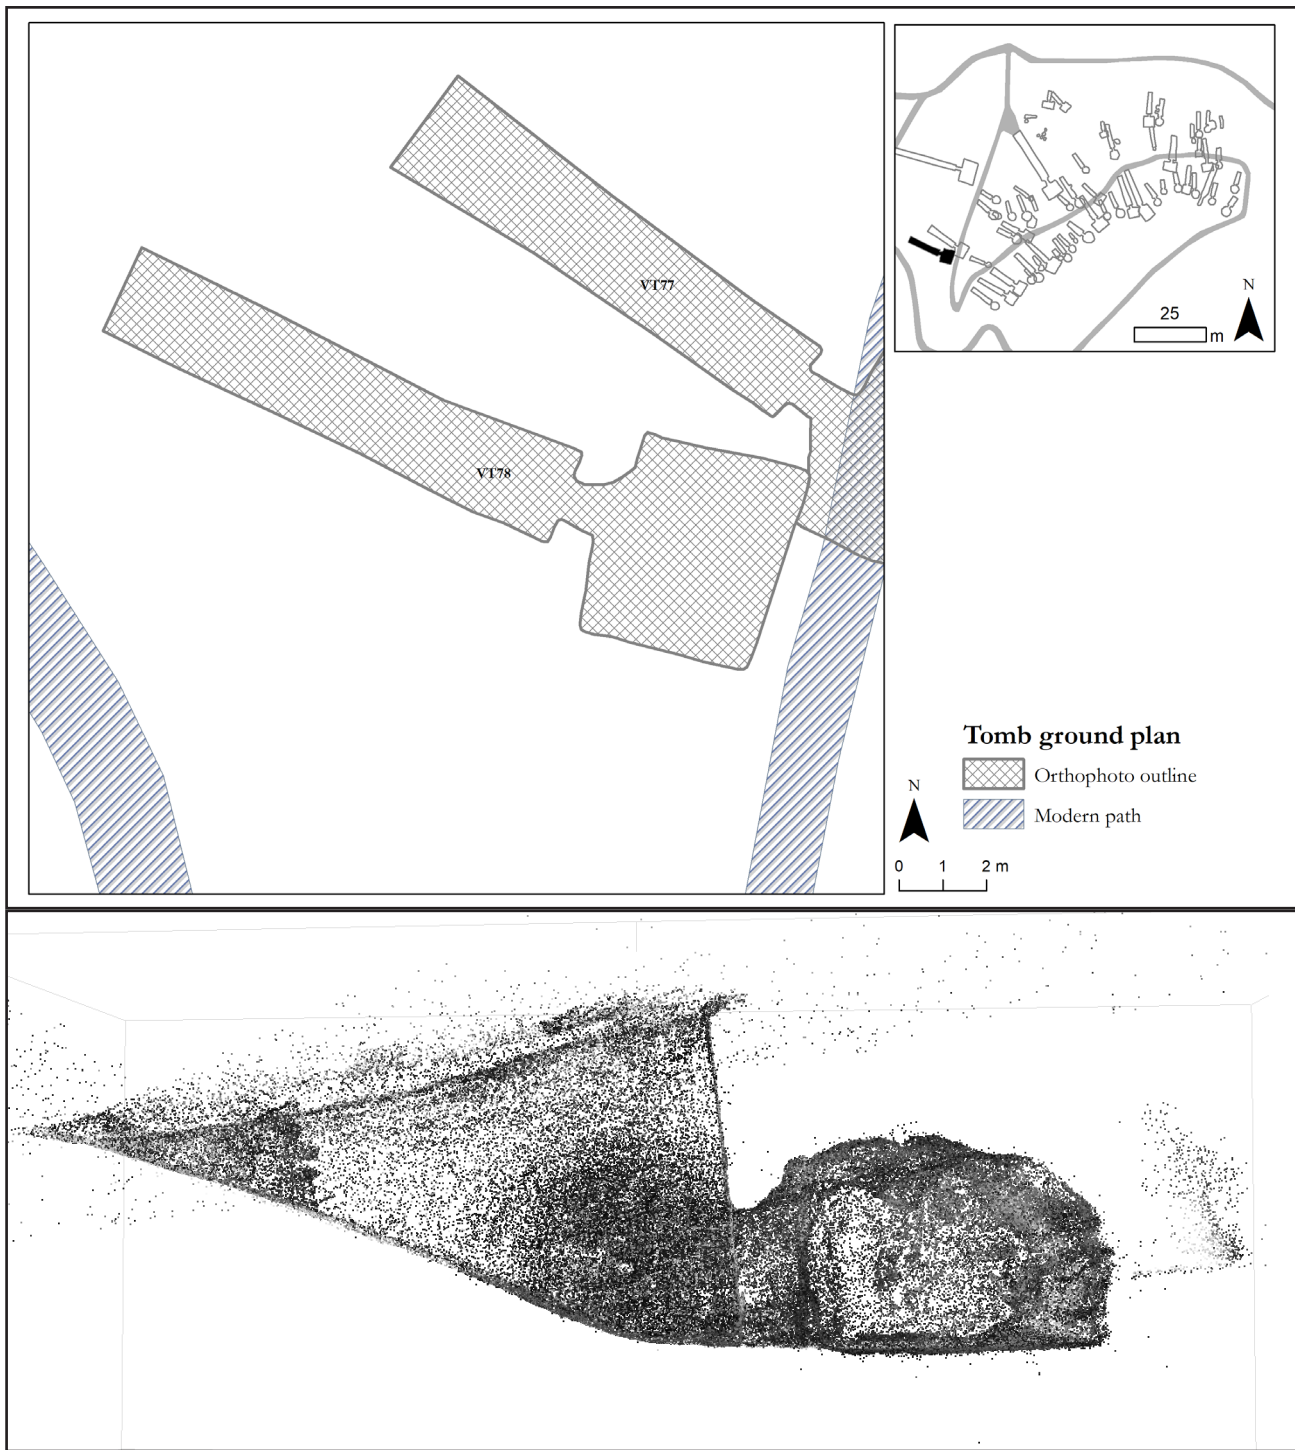 VT77
VT78
N
25
m
Tomb ground plan
Orthophoto outline
Modern path
N
0 1 2 m